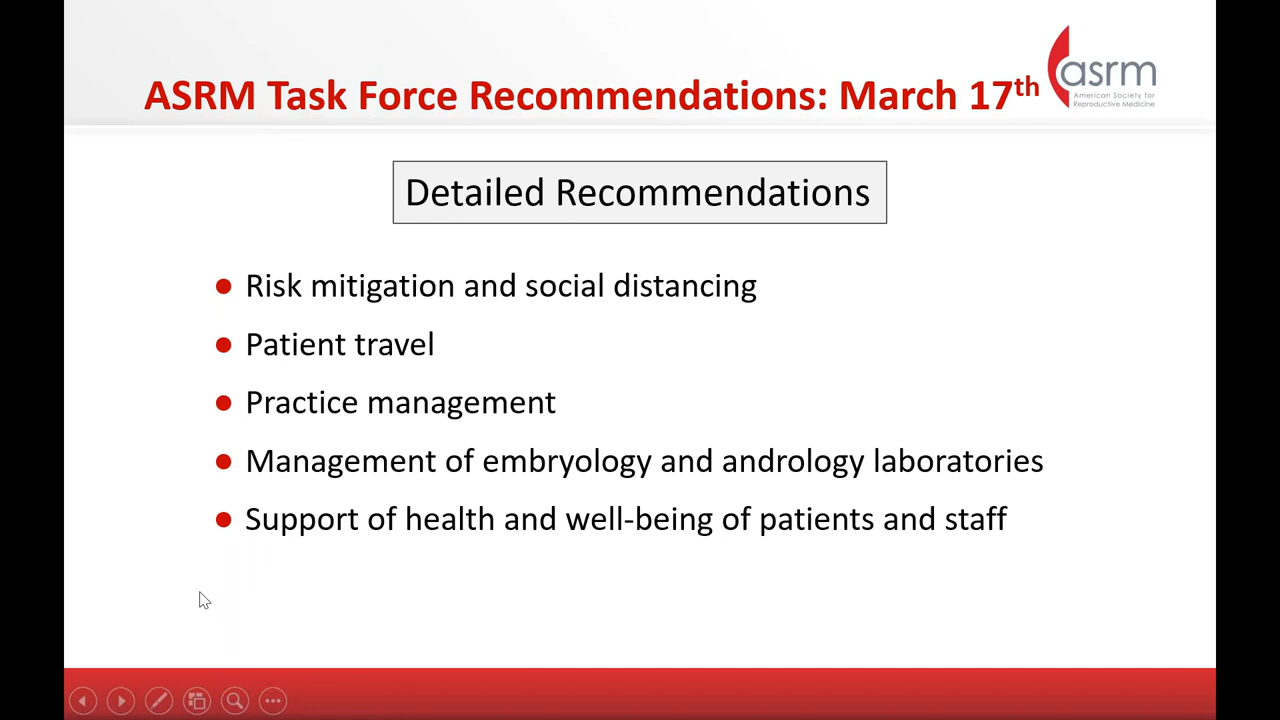 ASRM Task Force Recommendations: March 17th
asrm
American Society for
Reproductive Medicine
Detailed Recommendations
Risk mitigation and social distancing
Patient travel
Practice management
Management of embryology and andrology laboratories
Support of health and well-being of patients and staff